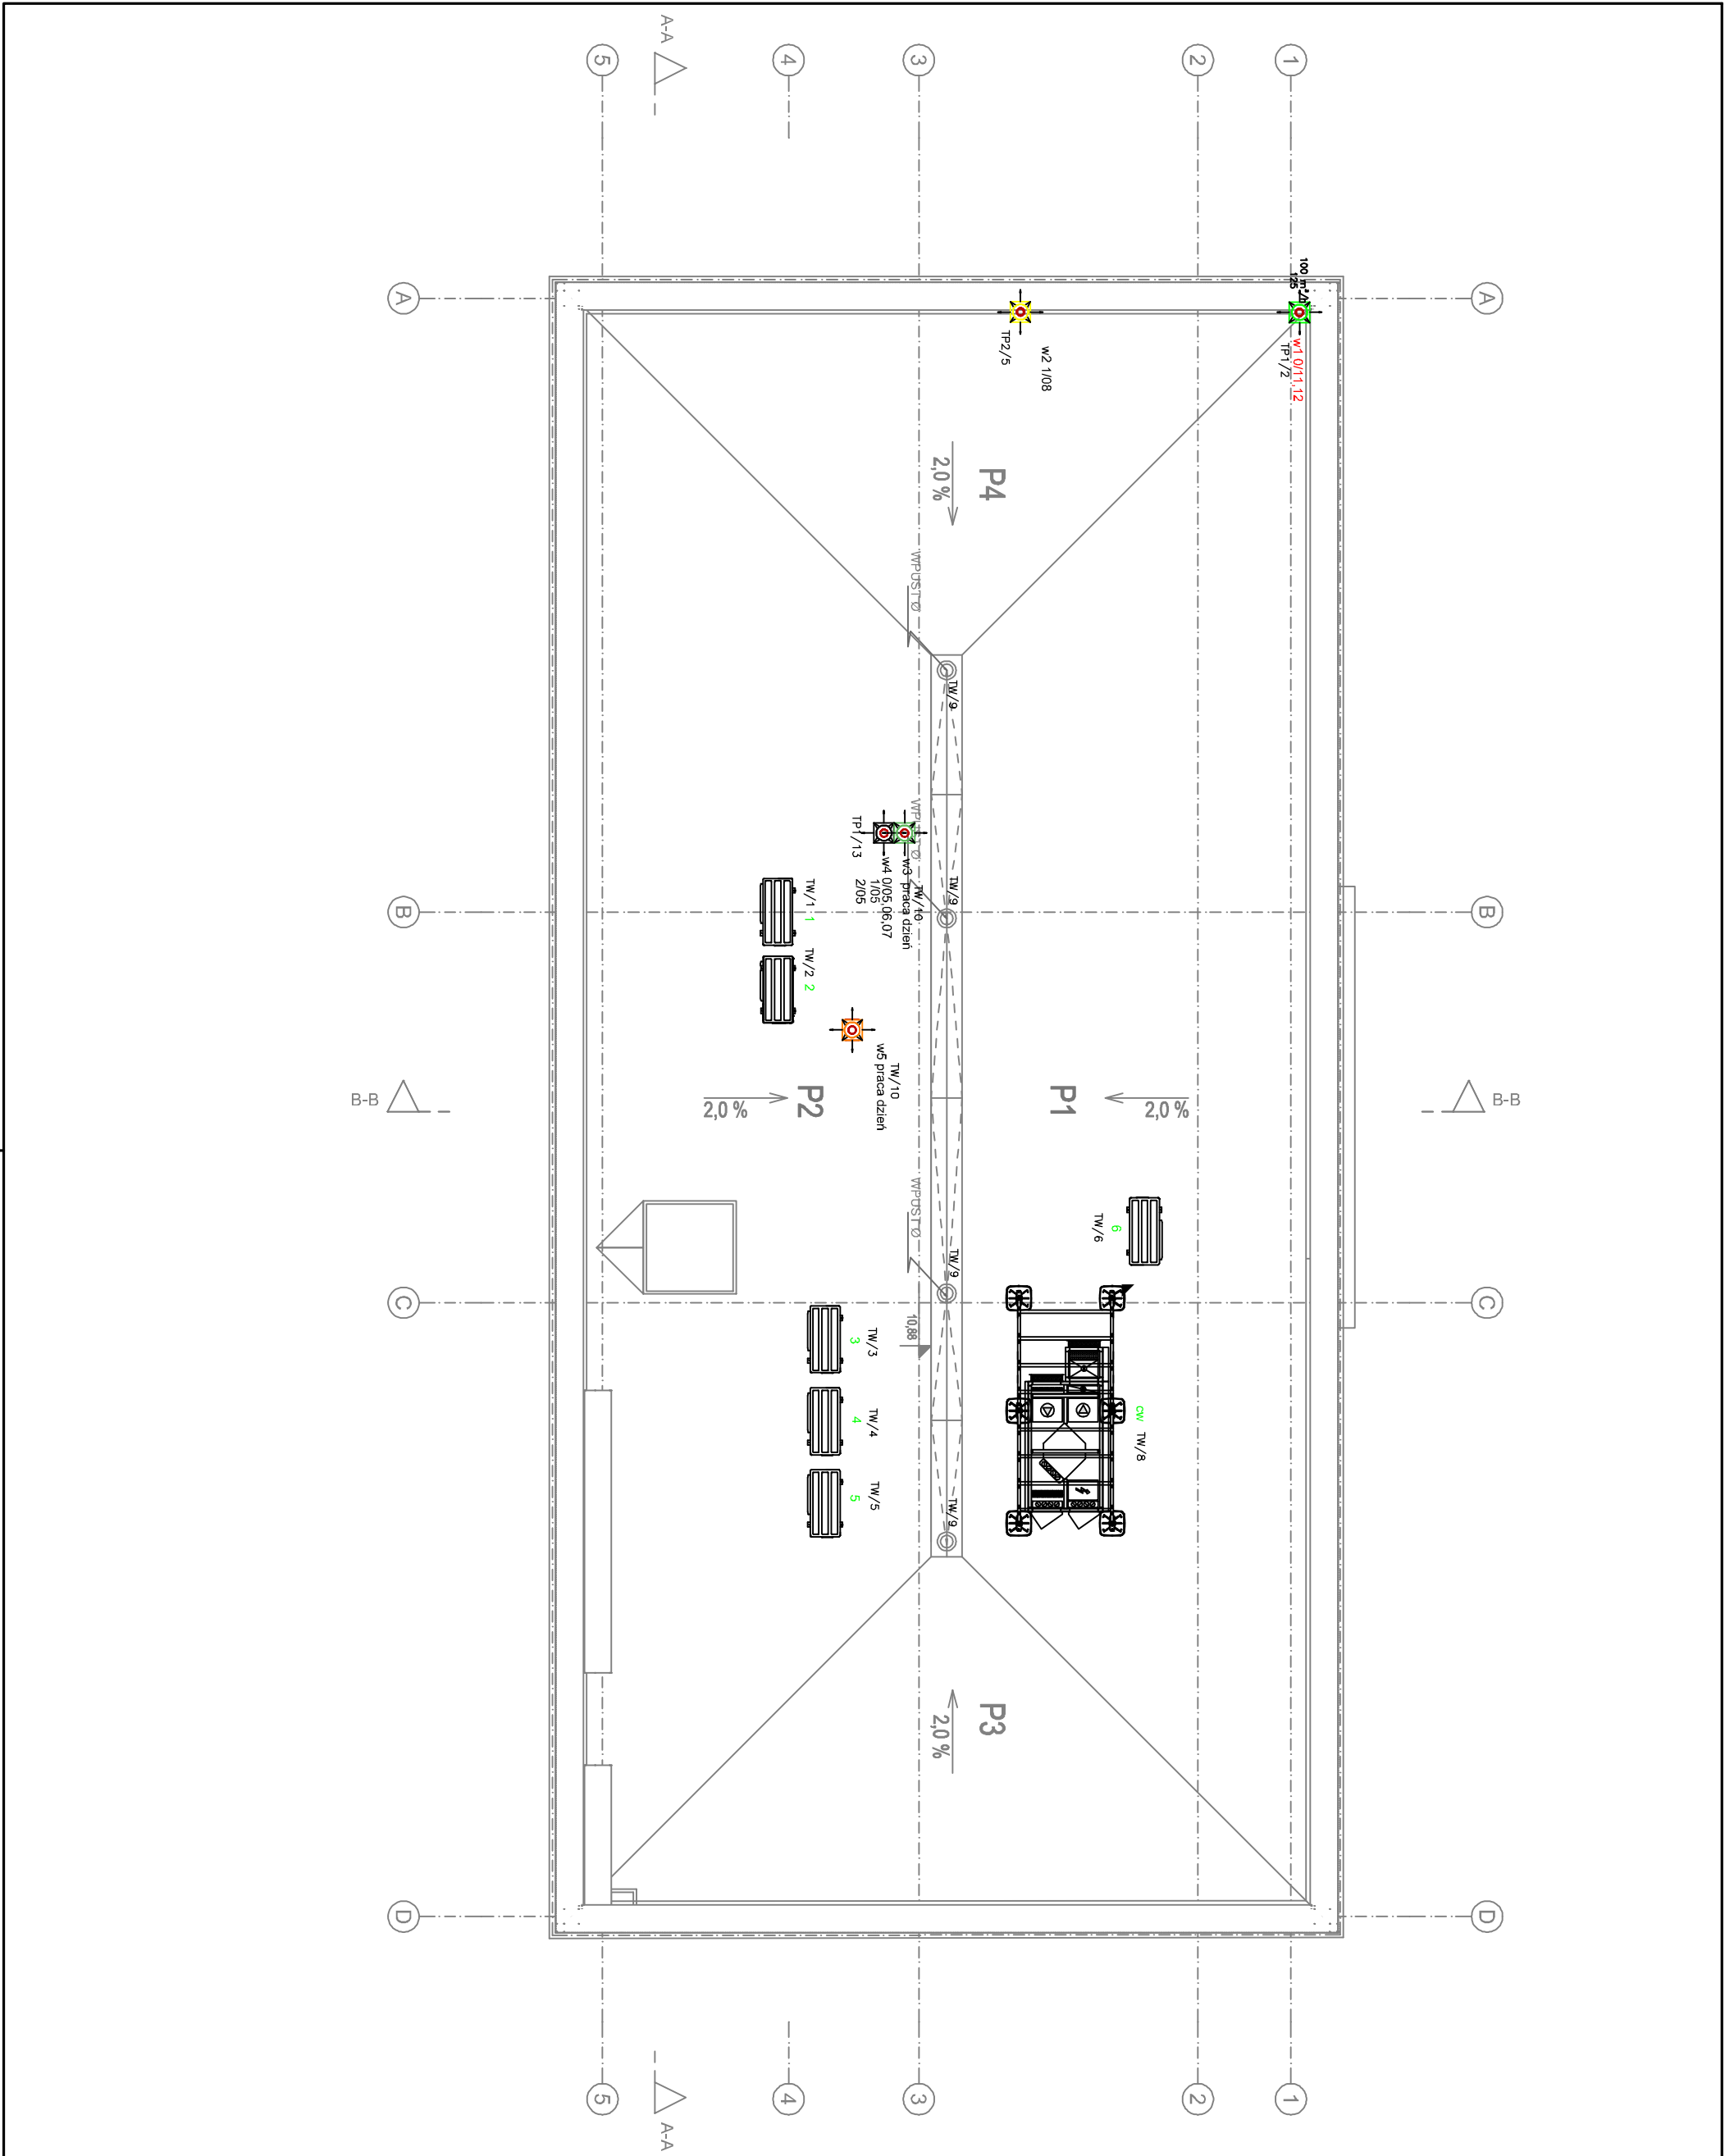 A-A
5
4
3
2
1
A
A
100 m³/h
125
w1 0/11,12
TP1/2
w2 1/08
TP2/5
P4
2,0 %
WPUST Ø
TW/9
WPUST Ø
TP1/13
w3 praca dzień
TW/10
w4 0/05,06,07
1/05
2/05
TW/9
TW/1
1
B
B
TW/2
2
TW/10
w5 praca dzień
B-B
2,0 %
P2
P1
2,0 %
B-B
WPUST Ø
TW/6
6
TW/9
C
C
10,88
TW/3
3
TW/4
4
CW
TW/8
TW/5
5
TW/9
P3
2,0 %
D
D
5
4
3
2
1
A-A